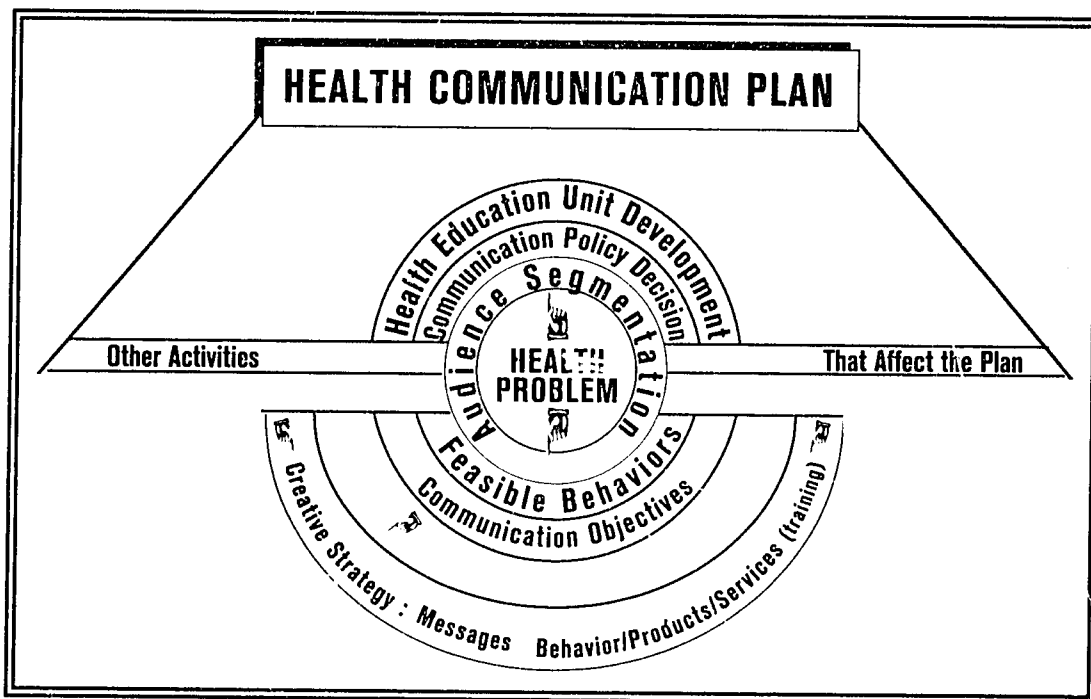 HEALTH COMMUNICATION PLAN
Health Education Unit Development
Communication Policy Decision
Audience Segmentation
HEALTH
PROBLEM
Other Activities
That Affect the Plan
Feasible Behaviors
Communication Objectives
Creative Strategy : Messages Behavior/Products/Services (training)